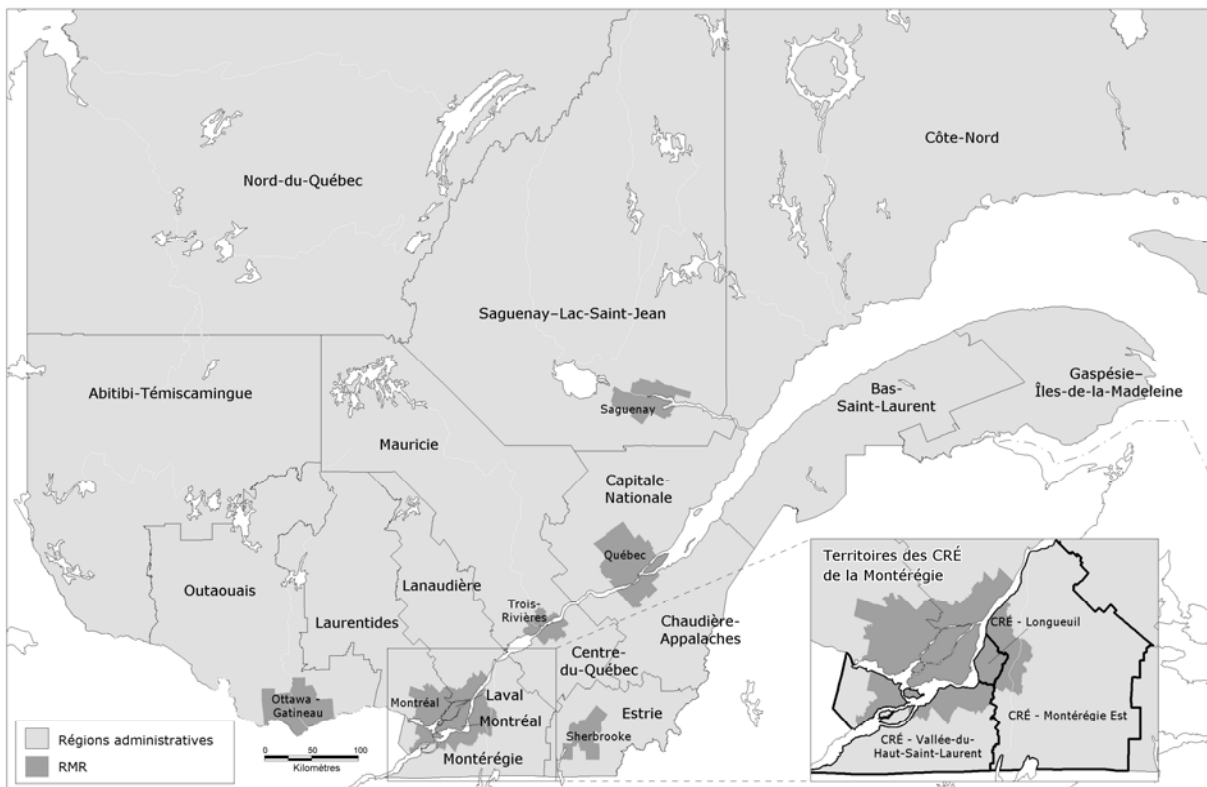 Côte-Nord
Nord-du-Québec
Saguenay–Lac-Saint-Jean
Abitibi-Témiscamingue
Gaspésie–
Îles-de-la-Madeleine
Bas-
Saint-Laurent
Saguenay
Mauricie
Capitale-
Nationale
Québec
Outaouais
Lanaudière
Laurentides
Trois-
Rivières
Chaudière-
Appalaches
Centre-
du-Québec
Ottawa -
Gatineau
Montréal
Laval
Montréal
Montérégie
Estrie
Sherbrooke
Territoires des CRÉ
de la Montérégie
CRÉ - Longueuil
CRÉ - Montérégie Est
CRÉ - Vallée-du-
Haut-Saint-Laurent
Régions administratives
RMR
0 50 100
Kilomètres